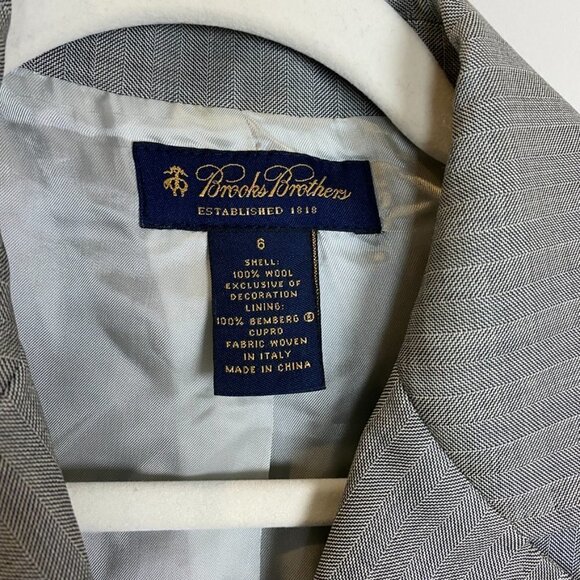 Brooks Brothers
ESTABLISHED 1818
6
SHELL:
100% WOOL
EXCLUSIVE OF
DECORATION
LINING:
100% BEMBERG ®
CUPRO
FABRIC WOVEN
IN ITALY
MADE IN CHINA